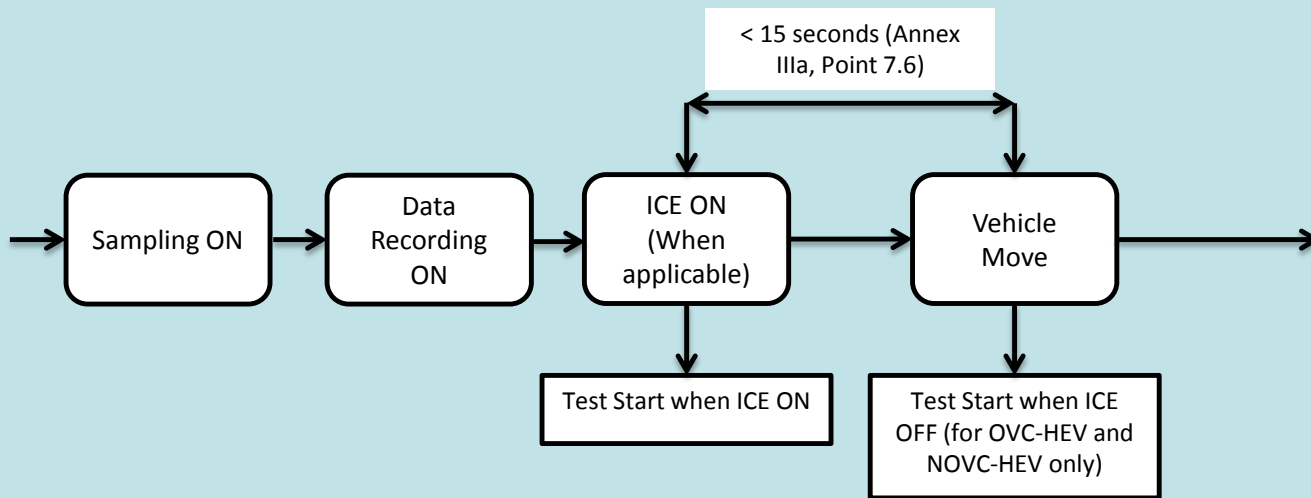 < 15 seconds (Annex
IIIa, Point 7.6)
Sampling ON
Data
Recording
ON
ICE ON
(When
applicable)
Vehicle
Move
Test Start when ICE ON
Test Start when ICE
OFF (for OVC-HEV and
NOVC-HEV only)